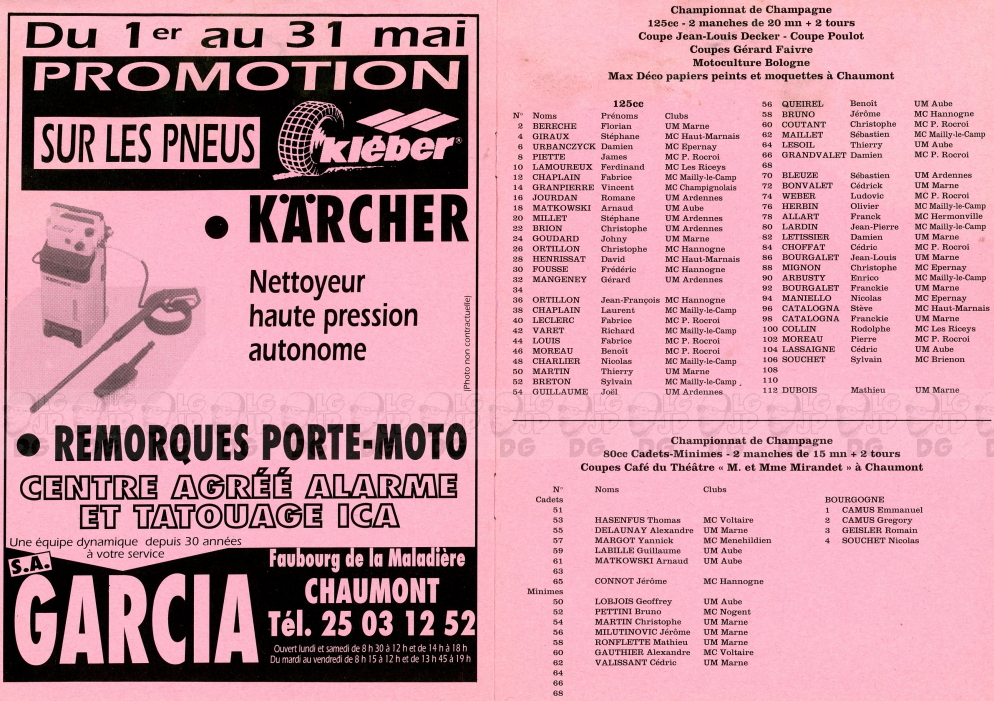 Du 1er au 31 mai
PROMOTION
SUR LES PNEUS
kléber®
• KÄRCHER
Nettoyeur
haute pression
autonome
(Photo non contractuelle)
• REMORQUES PORTE-MOTO
CENTRE AGRÉÉ ALARME
ET TATOUAGE ICA
Une équipe dynamique depuis 30 années
à votre service
S.A.
GARCIA
Faubourg de la Maladière
CHAUMONT
Tél. 25 03 12 52
Ouvert lundi et samedi de 8 h 30 à 12 h et de 14 h à 18 h
Du mardi au vendredi de 8 h 15 à 12 h et de 13 h 45 à 19 h
Championnat de Champagne
125cc - 2 manches de 20 mn + 2 tours
Coupe Jean-Louis Decker - Coupe Poulot
Coupes Gérard Faivre
Motoculture Bologne
Max Déco papiers peints et moquettes à Chaumont
125cc
N° Noms Prénoms Clubs
2 BERECHE Florian UM Marne
4 GIRAUX Stéphane MC Haut-Marnais
6 URBANCZYCK Damien MC Epernay
8 PIETTE James MC P. Rocroi
10 LAMOUREUX Ferdinand MC Les Riceys
12 CHAPLAIN Fabrice MC Mailly-le-Camp
14 GRANPIERRE Vincent MC Champignolais
16 JOURDAN Romane UM Ardennes
18 MATKOWSKI Arnaud UM Aube
20 MILLET Stéphane UM Ardennes
22 BRION Christophe UM Ardennes
24 GOUDARD Johny UM Marne
26 ORTILLON Christophe MC Hannogne
28 HENRISSAT David MC Haut-Marnais
30 FOUSSE Frédéric MC Hannogne
32 MANGENEY Gérard UM Ardennes
34
36 ORTILLON Jean-François MC Hannogne
38 CHAPLAIN Laurent MC Mailly-le-Camp
40 LECLERC Fabrice MC P. Rocroi
42 VARET Richard MC Mailly-le-Camp
44 LOUIS Fabrice MC P. Rocroi
46 MOREAU Benoît MC P. Rocroi
48 CHARLIER Nicolas MC Mailly-le-Camp
50 MARTIN Thierry UM Marne
52 BRETON Sylvain MC Mailly-le-Camp
54 GUILLAUME Joël UM Ardennes
56 QUEIREL Benoît UM Aube
58 BRUNO Jérôme MC Hannogne
60 COUTANT Christophe MC P. Rocroi
62 MAILLET Sébastien MC Mailly-le-Camp
64 LESOIL Thierry UM Aube
66 GRANDVALET Damien MC P. Rocroi
68
70 BLEUZE Sébastien UM Ardennes
72 BONVALET Cédrick UM Marne
74 WEBER Ludovic MC P. Rocroi
76 HERBIN Olivier MC Mailly-le-Camp
78 ALLART Franck MC Hermonville
80 LARDIN Jean-Pierre MC Mailly-le-Camp
82 LETISSIER Damien UM Marne
84 CHOFFAT Cédric MC P. Rocroi
86 BOURGALET Jean-Louis UM Marne
88 MIGNON Christophe MC Epernay
90 ARBUSTY Enrico MC Mailly-le-Camp
92 BOURGALET Franckie UM Marne
94 MANIELLO Nicolas MC Epernay
96 CATALOGNA Stève MC Haut-Marnais
98 CATALOGNA Franckie UM Marne
100 COLLIN Rodolphe MC Les Riceys
102 MOREAU Pierre MC P. Rocroi
104 LASSAIGNE Cédric UM Aube
106 SOUCHET Sylvain MC Brienon
108
110
112 DUBOIS Mathieu UM Marne
Championnat de Champagne
80cc Cadets-Minimes - 2 manches de 15 mn + 2 tours
Coupes Café du Théâtre « M. et Mme Mirandet » à Chaumont
N° Noms Clubs
Cadets
51
53 HASENFUS Thomas MC Voltaire
55 DELAUNAY Alexandre UM Marne
57 MARGOT Yannick MC Menehildien
59 LABILLE Guillaume UM Aube
61 MATKOWSKI Arnaud UM Aube
63
65 CONNOT Jérôme MC Hannogne
Minimes
50 LOBJOIS Geoffrey UM Aube
52 PETTINI Bruno MC Nogent
54 MARTIN Christophe UM Marne
56 MILUTINOVIC Jérôme UM Marne
58 RONFLETTE Mathieu UM Marne
60 GAUTHIER Alexandre MC Voltaire
62 VALISSANT Cédric UM Marne
64
66
68
BOURGOGNE
1 CAMUS Emmanuel
2 CAMUS Gregory
3 GEISLER Romain
4 SOUCHET Nicolas